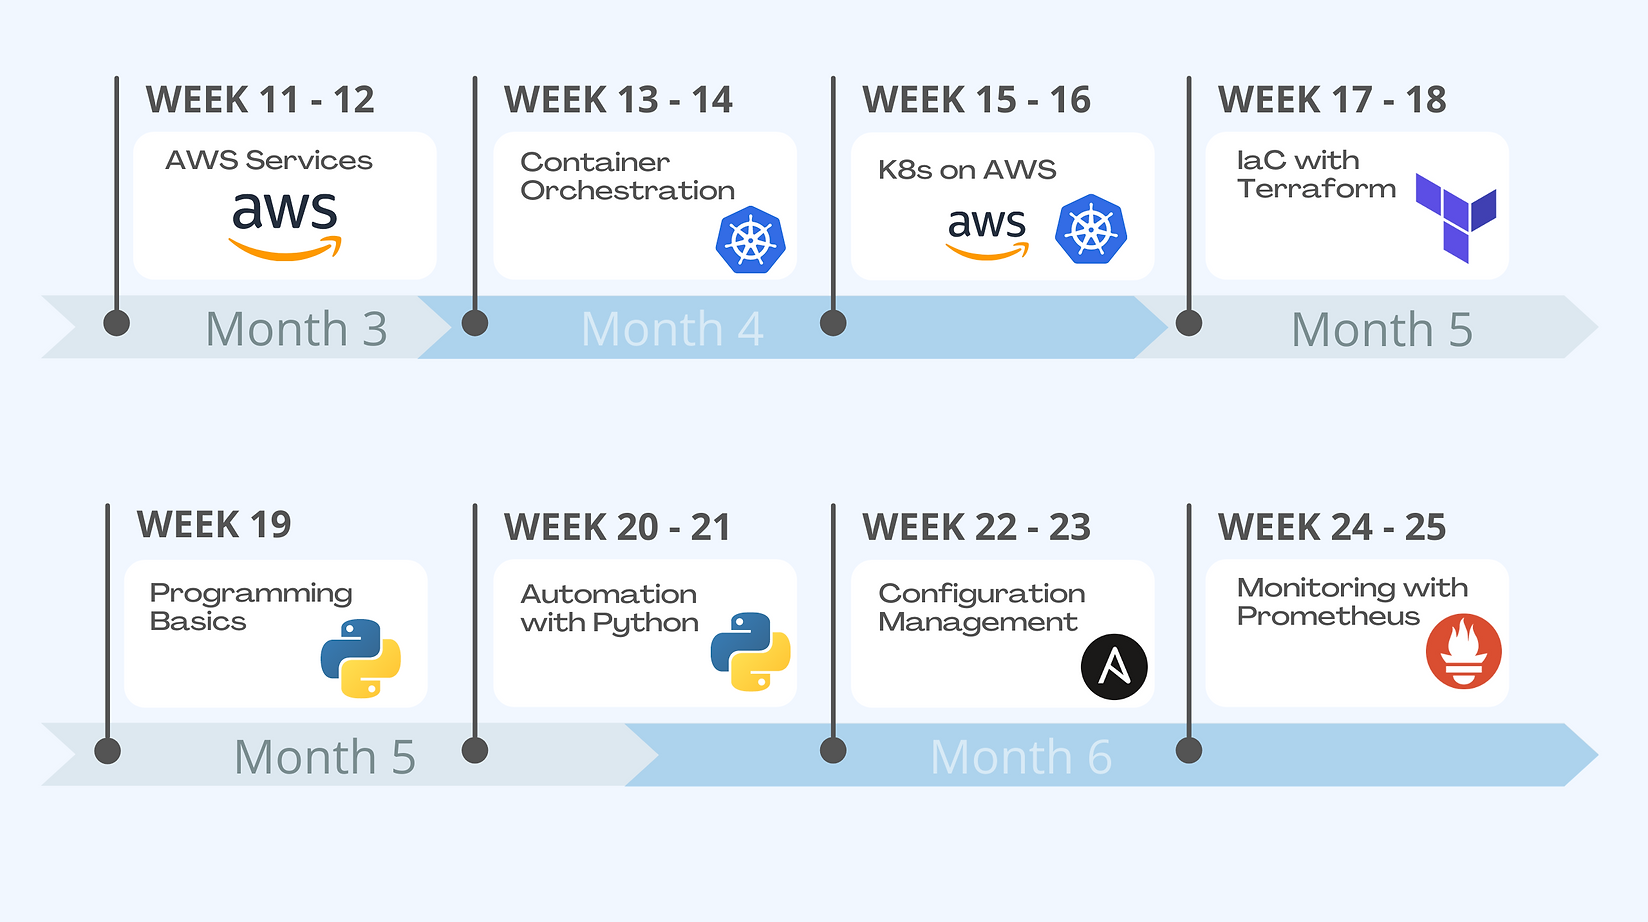 WEEK 11 - 12
AWS Services
aws
WEEK 13 - 14
Container
Orchestration
WEEK 15 - 16
K8s on AWS
aws
WEEK 17 - 18
IaC with
Terraform
Month 3
Month 4
Month 5
WEEK 19
Programming
Basics
WEEK 20 - 21
Automation
with Python
WEEK 22 - 23
Configuration
Management
WEEK 24 - 25
Monitoring with
Prometheus
Month 5
Month 6